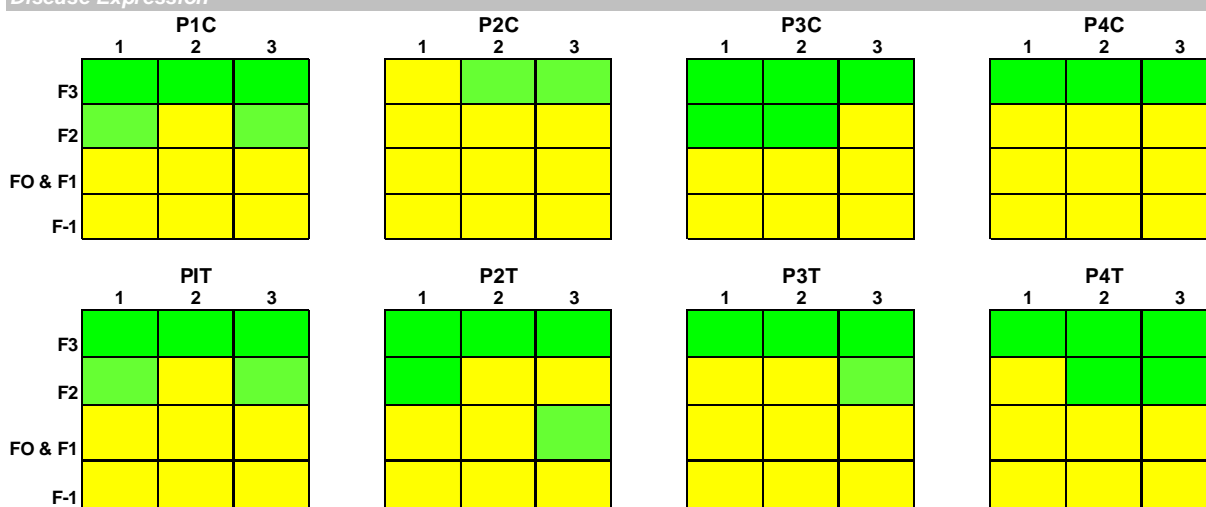 Disease Expression
P1C P2C P3C P4C
1 2 3 1 2 3 1 2 3 1 2 3
F3
F2
FO & F1
F-1
PIT P2T P3T P4T
1 2 3 1 2 3 1 2 3 1 2 3
F3
F2
FO & F1
F-1